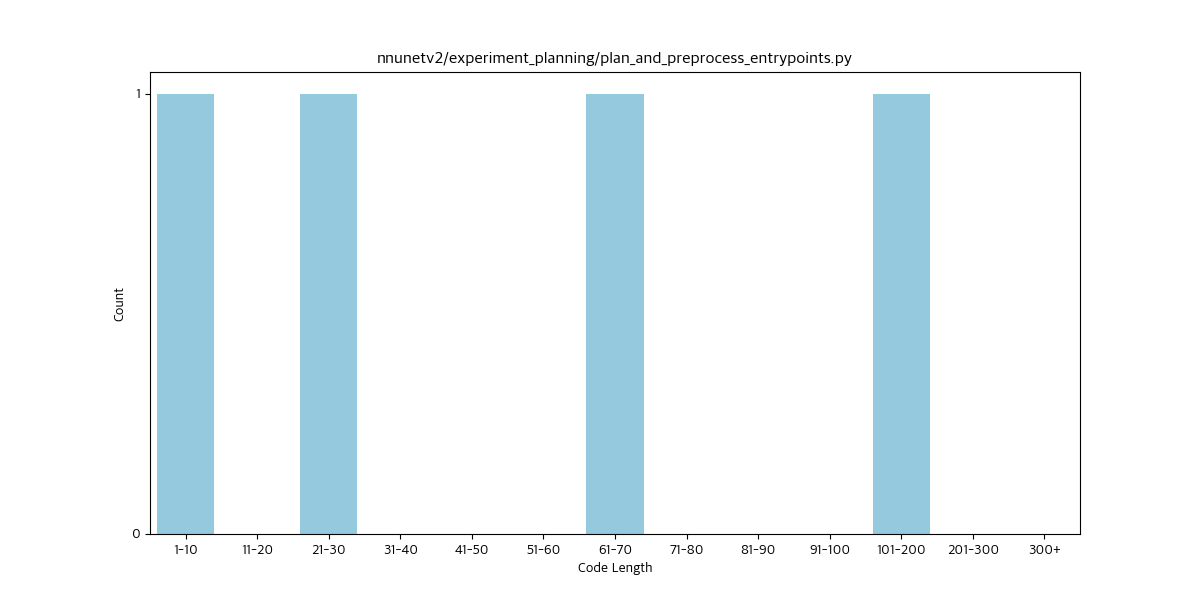 nnunetv2/experiment_planning/plan_and_preprocess_entrypoints.py
1
Count
0
1-10 11-20 21-30 31-40 41-50 51-60 61-70 71-80 81-90 91-100 101-200 201-300 300+
Code Length